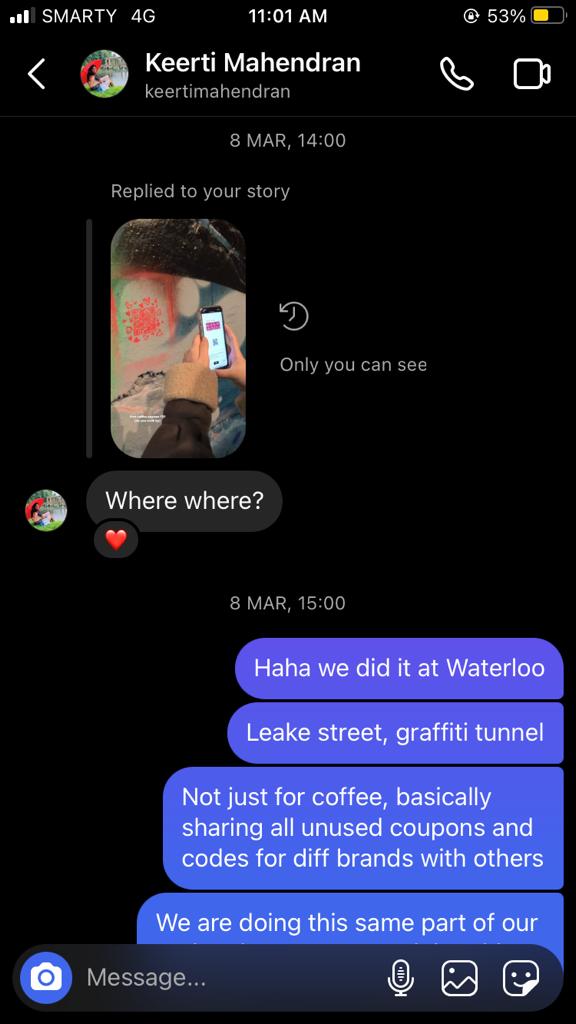 SMARTY 4G 11:01 AM 53%
Keerti Mahendran
keertimahendran
8 MAR, 14:00
Replied to your story
Only you can see
Where where?
8 MAR, 15:00
Haha we did it at Waterloo
Leake street, graffiti tunnel
Not just for coffee, basically
sharing all unused coupons and
codes for diff brands with others
We are doing this same part of our
Message...